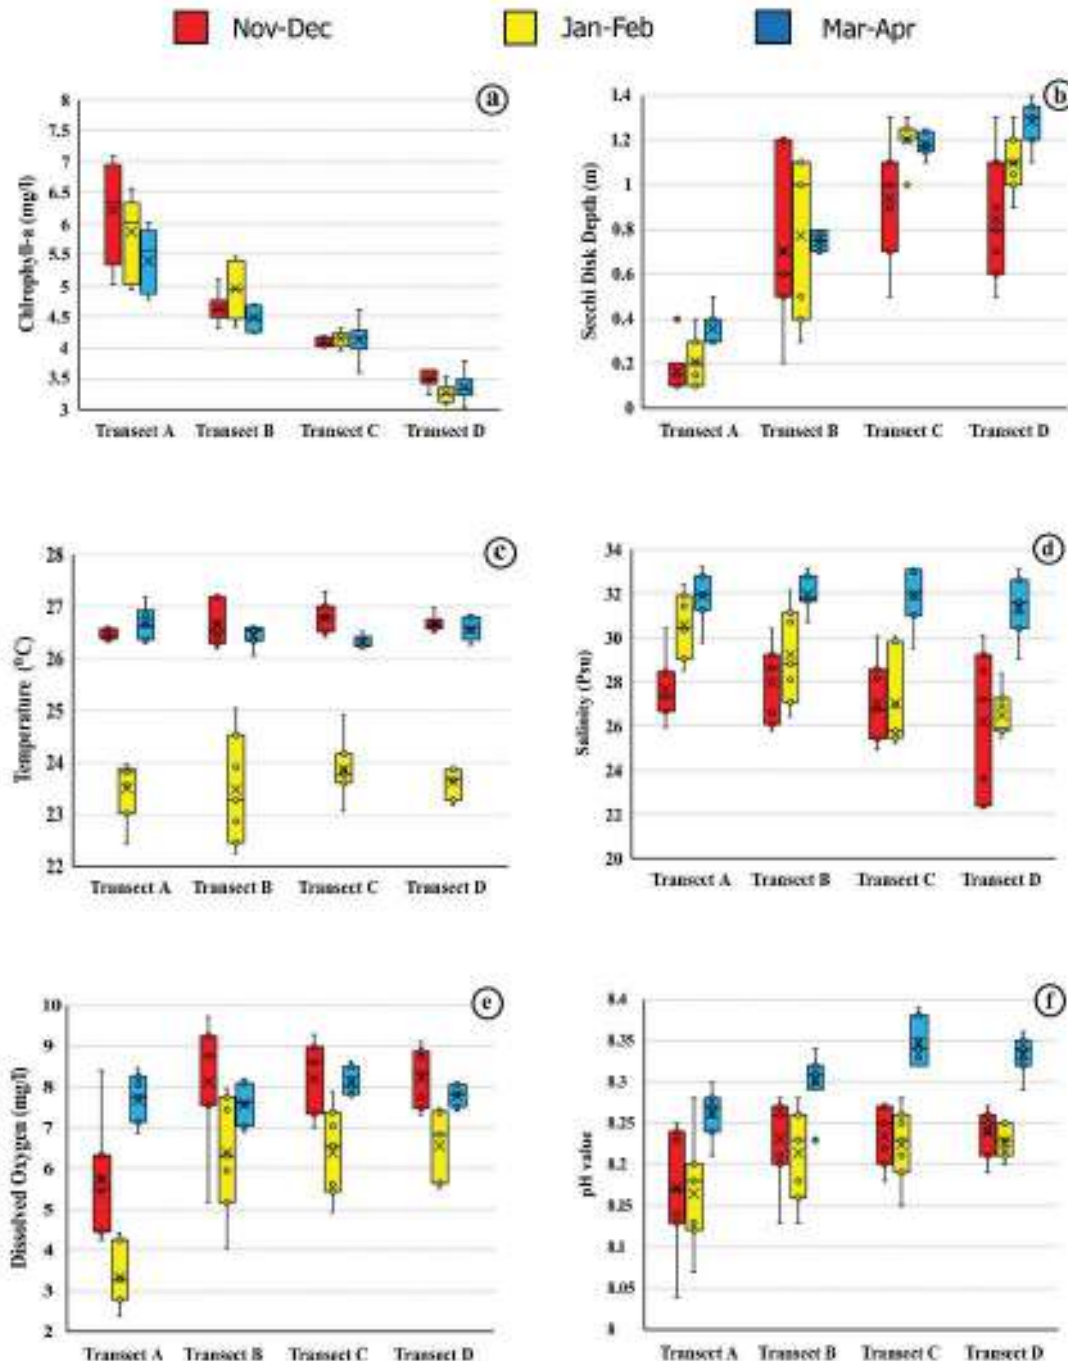 Nov-Dec Jan-Feb Mar-Apr
a
Chlrophyll-a (mg/l)
8
7.5
7
6.5
6
5.5
5
4.5
4
3.5
3
Transect A Transect B Transect C Transect D
b
Secchi Disk Depth (m)
1.4
1.2
1
0.8
0.6
0.4
0.2
0
Transect A Transect B Transect C Transect D
c
Temperature (⁰C)
28
27
26
25
24
23
22
Transect A Transect B Transect C Transect D
d
Salinity (Psu)
34
32
30
28
26
24
22
20
Transect A Transect B Transect C Transect D
e
Dissolved Oxygen (mg/l)
10
9
8
7
6
5
4
3
2
Transect A Transect B Transect C Transect D
f
pH value
8.4
8.35
8.3
8.25
8.2
8.15
8.1
8.05
8
Transect A Transect B Transect C Transect D